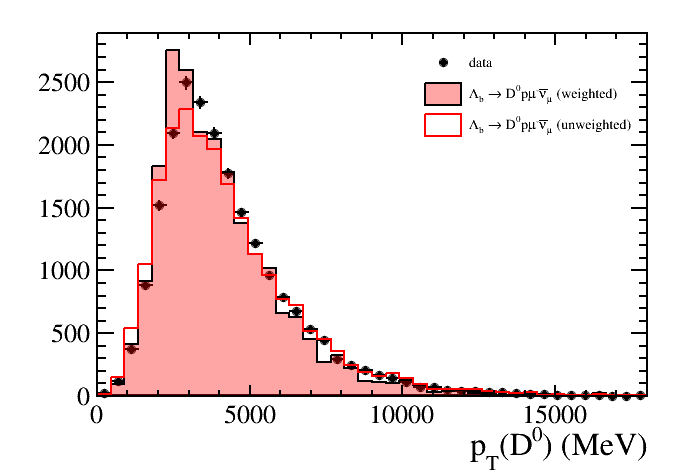 data
Λb → D⁰pμ ν̅μ (weighted)
Λb → D⁰pμ ν̅μ (unweighted)
2500
2000
1500
1000
500
0
0 5000 10000 15000
pT(D⁰) (MeV)